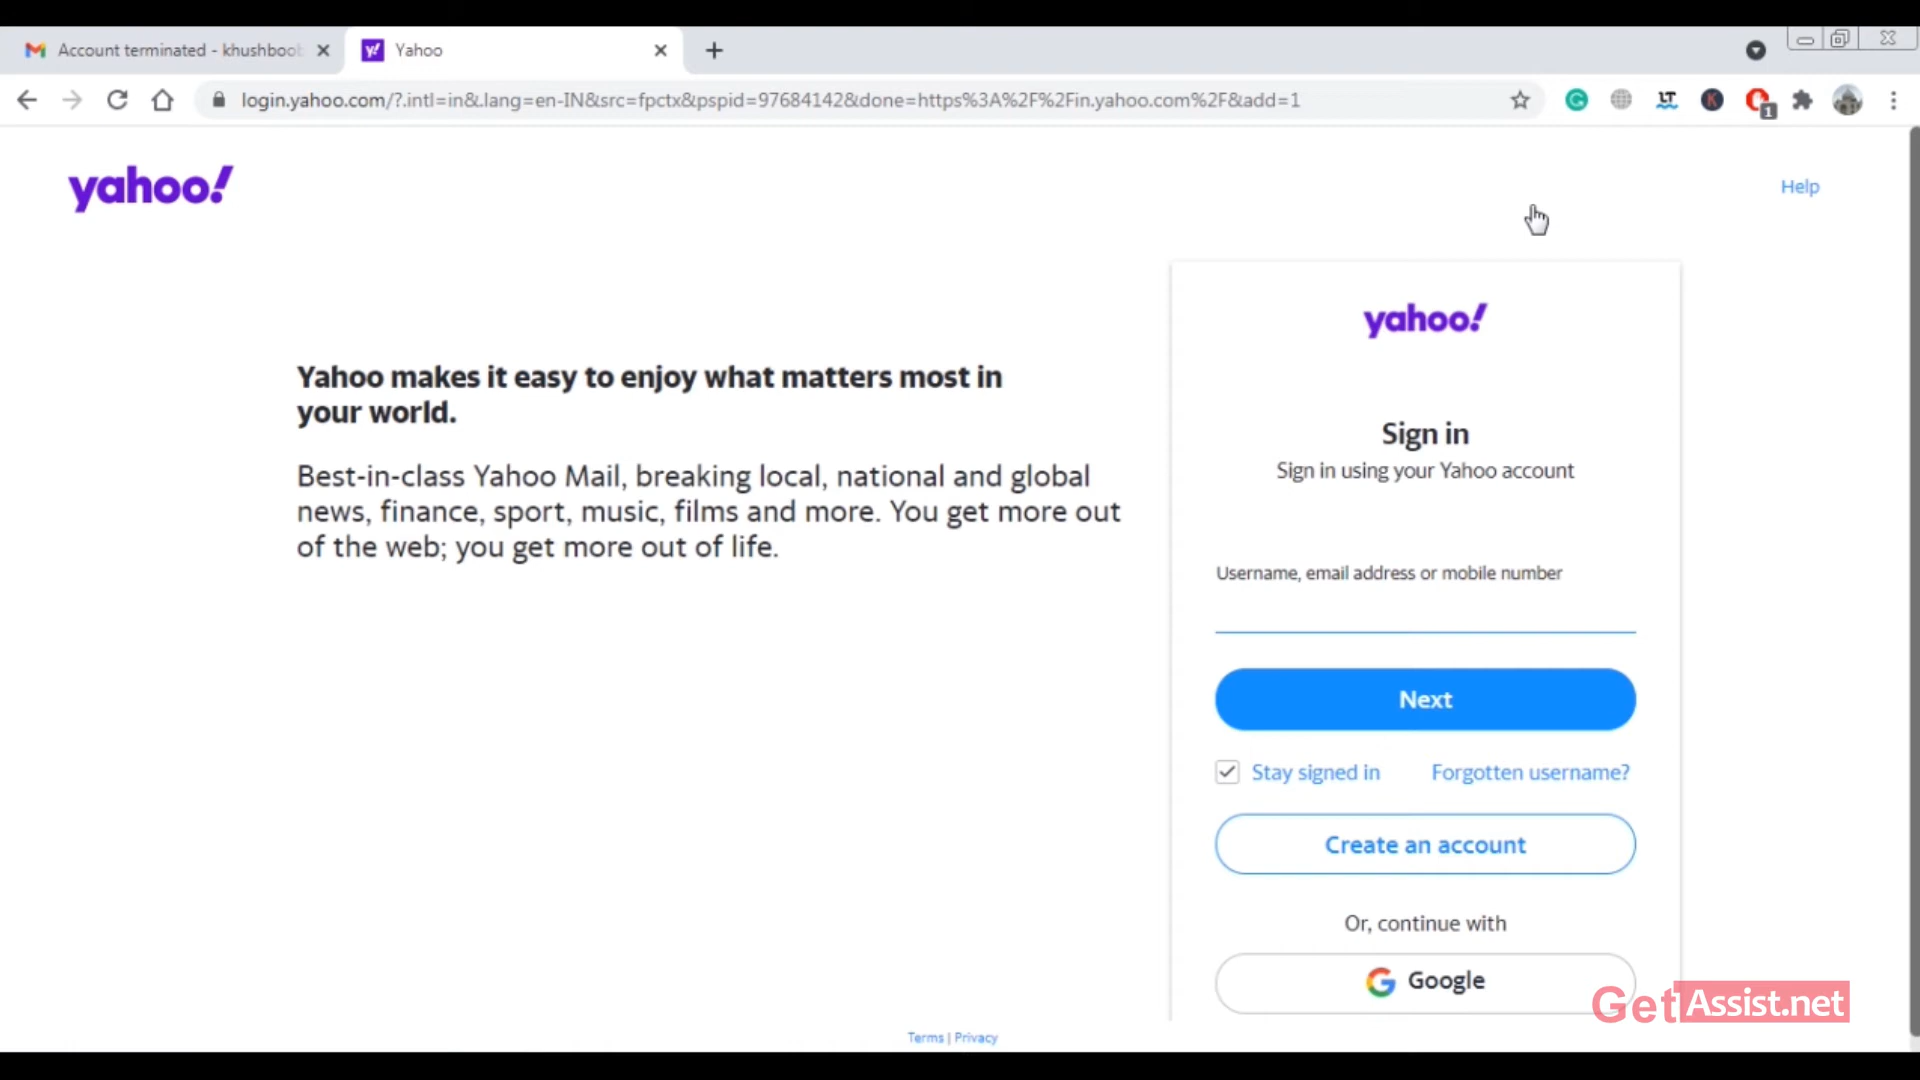 Account terminated - khushboob
Yahoo
login.yahoo.com/?.intl=in&.lang=en-IN&src=fpctx&pspid=97684142&done=https%3A%2F%2Fin.yahoo.com%2F&add=1
LT
K
1
yahoo!
Help
yahoo!
Yahoo makes it easy to enjoy what matters most in
your world.
Best-in-class Yahoo Mail, breaking local, national and global
news, finance, sport, music, films and more. You get more out
of the web; you get more out of life.
Sign in
Sign in using your Yahoo account
Username, email address or mobile number
Next
Stay signed in
Forgotten username?
Create an account
Or, continue with
Google
GetAssist.net
Terms | Privacy